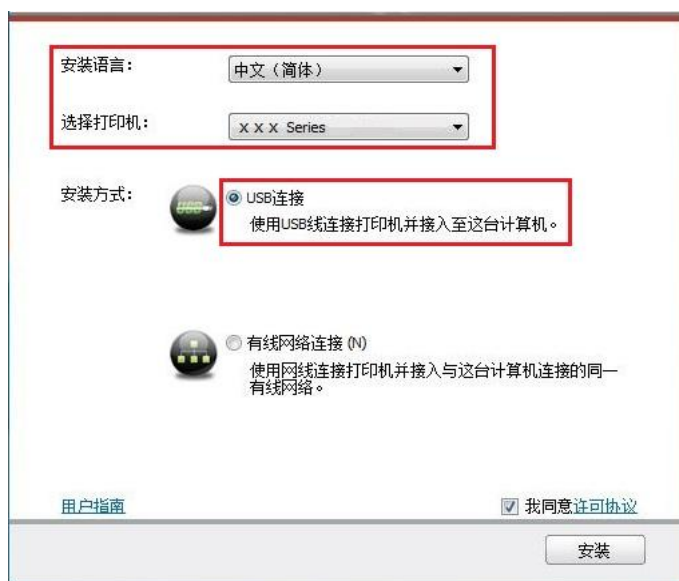 安装语言： 中文（简体）
选择打印机： X X X Series
安装方式： USB USB连接
使用USB线连接打印机并接入至这台计算机。
有线网络连接 (N)
使用网线连接打印机并接入与这台计算机连接的同一
有线网络。
用户指南 我同意许可协议
安装